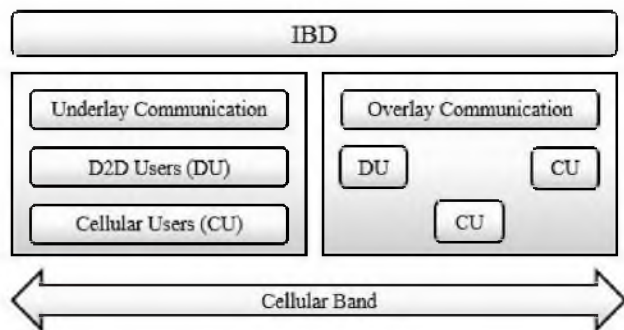 IBD
Underlay Communication
D2D Users (DU)
Cellular Users (CU)
Overlay Communication
DU
CU
CU
Cellular Band